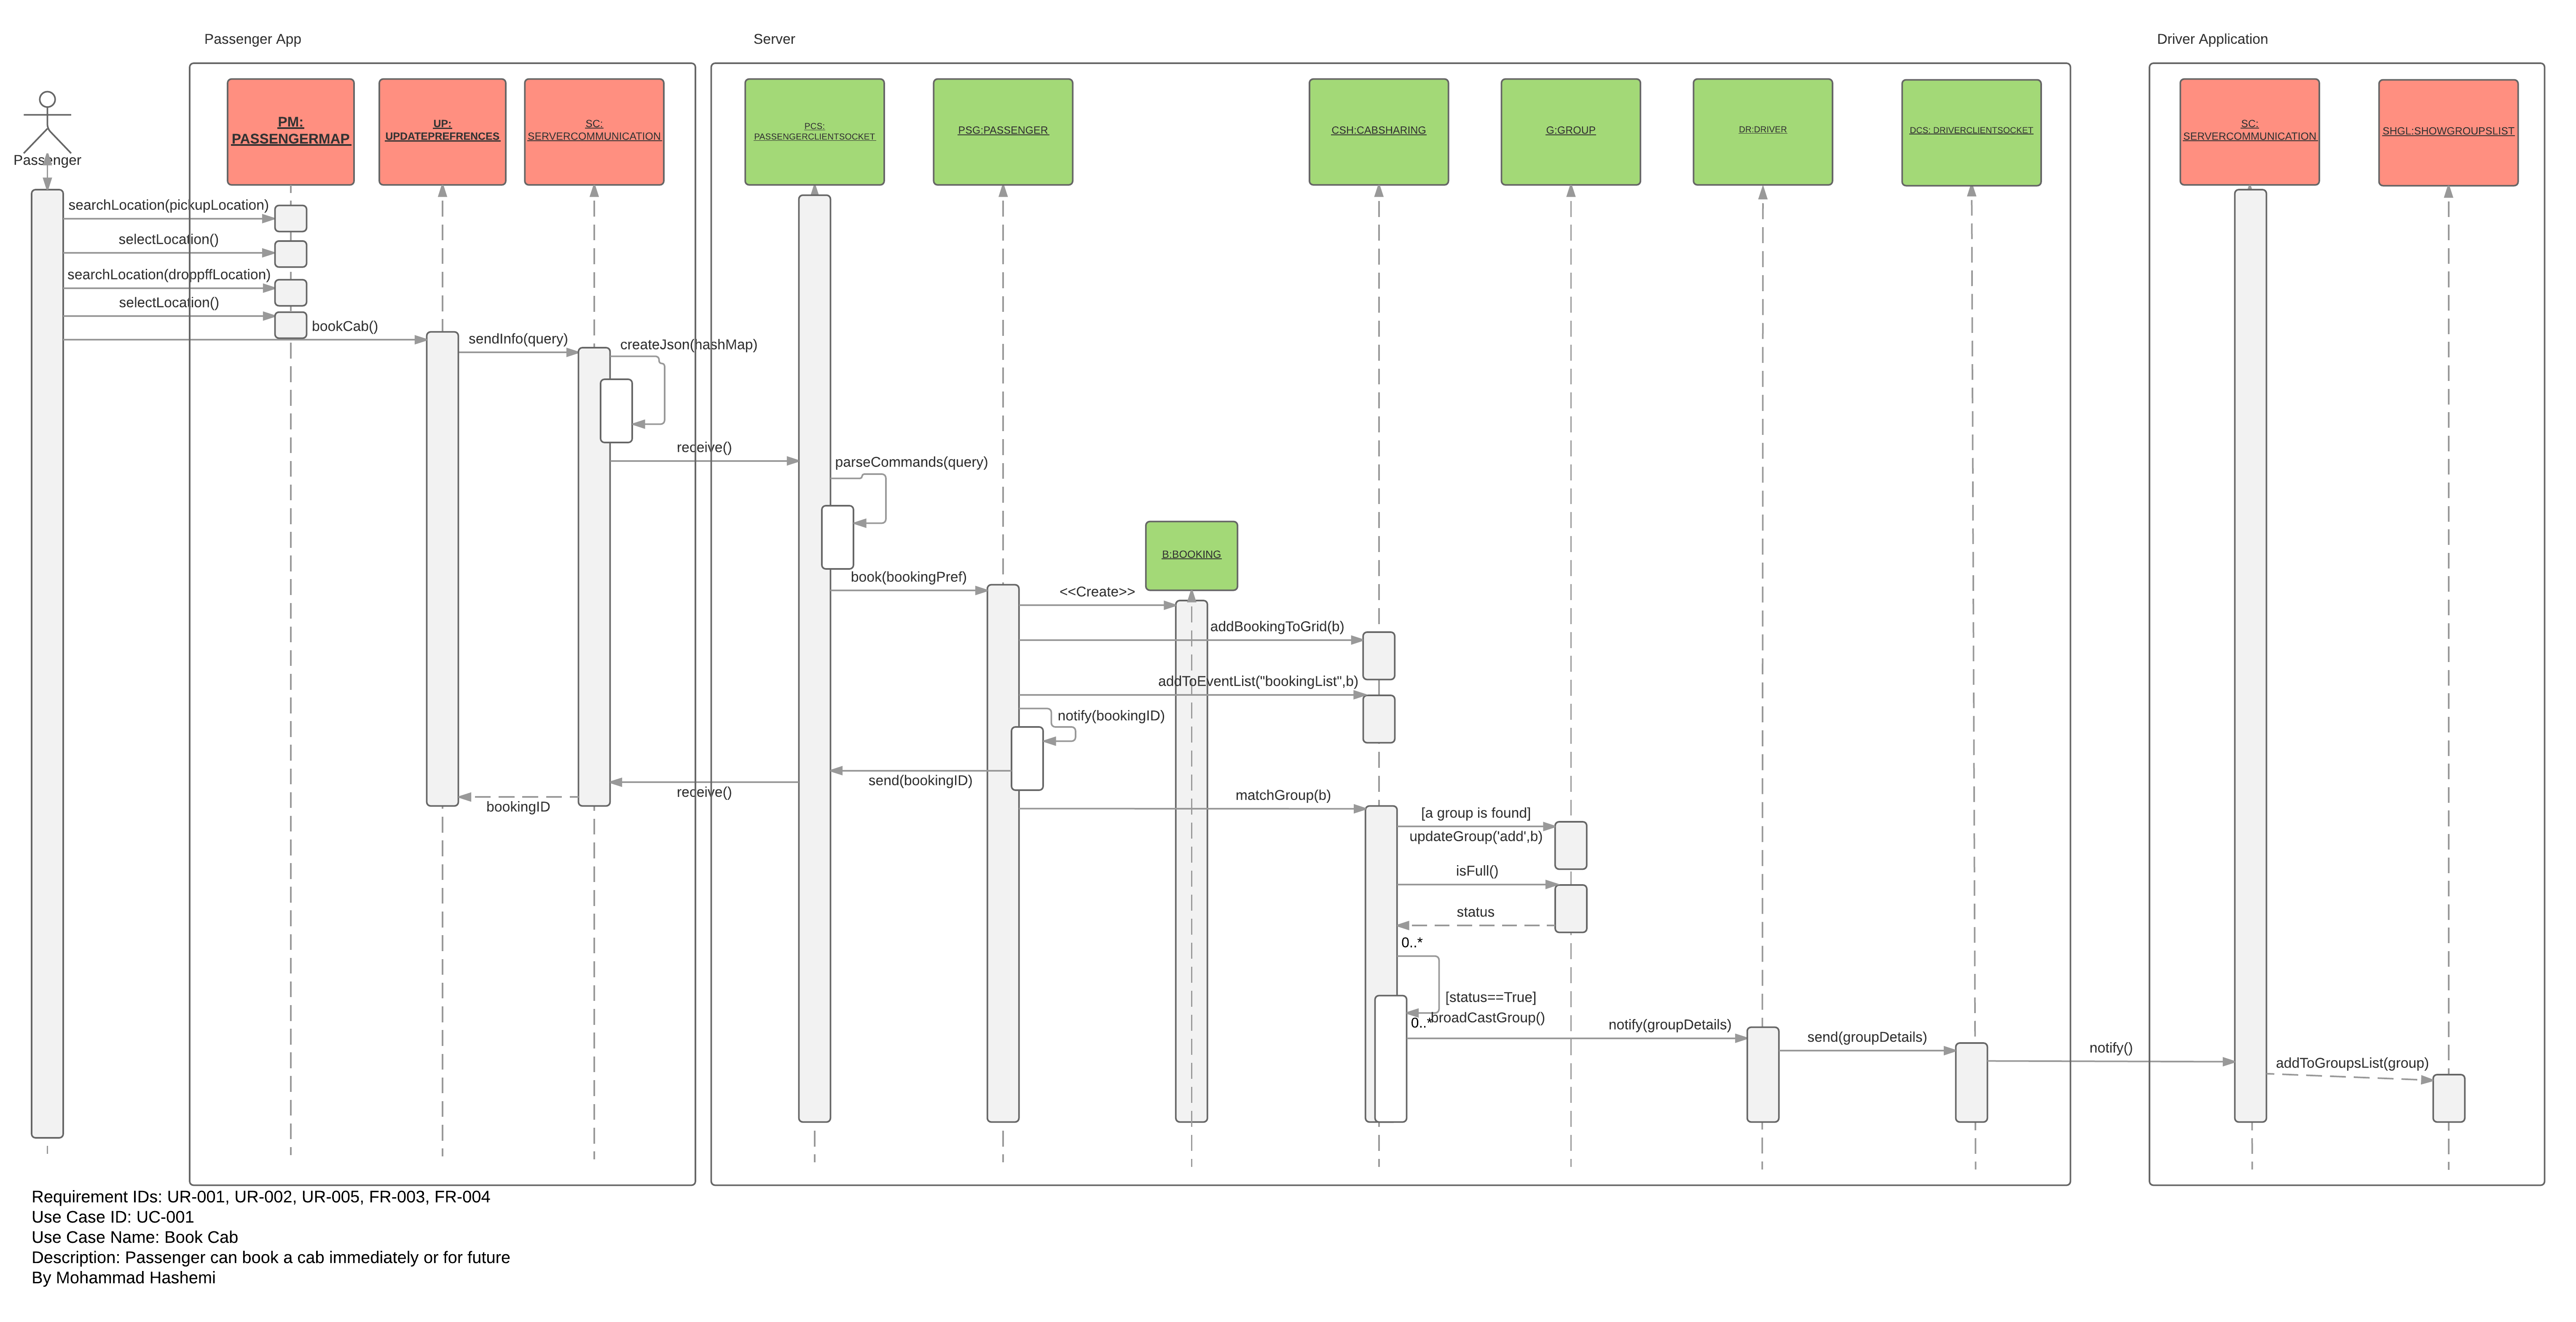 Passenger App
Server
Driver Application
Passenger
PM:
PASSENGERMAP
UP:
UPDATEPREFRENCES
SC:
SERVERCOMMUNICATION
PCS:
PASSENGERCLIENTSOCKET
PSG:PASSENGER
CSH:CABSHARING
G:GROUP
DR:DRIVER
DCS: DRIVERCLIENTSOCKET
SC:
SERVERCOMMUNICATION
SHGL:SHOWGROUPSLIST
searchLocation(pickupLocation)
selectLocation()
searchLocation(droppffLocation)
selectLocation()
bookCab()
sendInfo(query)
createJson(hashMap)
receive()
parseCommands(query)
B:BOOKING
book(bookingPref)
<<Create>>
addBookingToGrid(b)
addToEventList("bookingList",b)
notify(bookingID)
send(bookingID)
receive()
bookingID
matchGroup(b)
[a group is found]
updateGroup('add',b)
isFull()
status
0..*
[status==True]
broadCastGroup()
0..*
notify(groupDetails)
send(groupDetails)
notify()
addToGroupsList(group)
Requirement IDs: UR-001, UR-002, UR-005, FR-003, FR-004
Use Case ID: UC-001
Use Case Name: Book Cab
Description: Passenger can book a cab immediately or for future
By Mohammad Hashemi